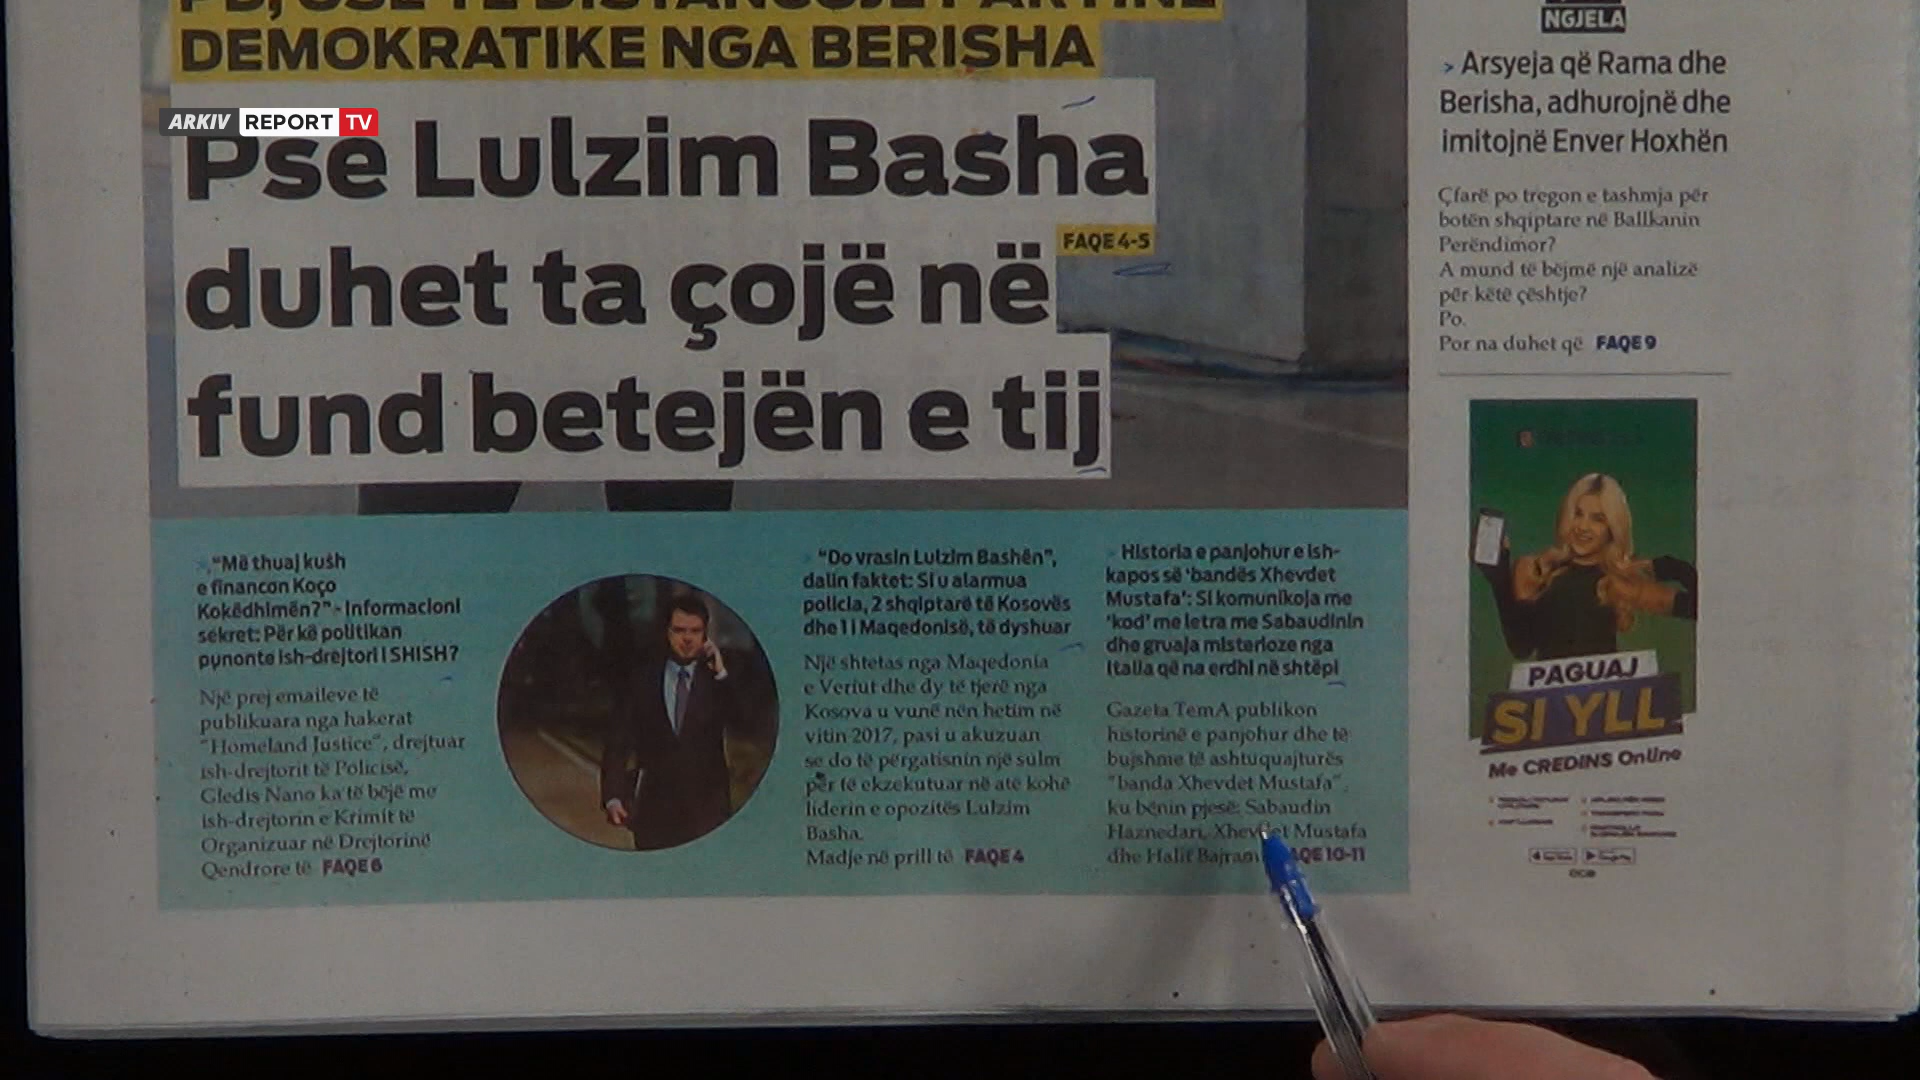 DEMOKRATIKE NGA BERISHA
ARKIV REPORT TV
Pse Lulzim Basha
duhet ta çojë në
FAQE 4-5
fund betejën e tij
"Më thuaj kush
e financon Koço
Kokëdhimën?" - Informacioni
sekret: Për kë politikan
punonte ish-drejtori i SHISH?
Një prej emaileve të
publikuara nga hakerat
"Homeland Justice", drejtuar
ish-drejtorit të Policisë,
Gledis Nano ka të bëjë me
ish-drejtorin e Krimit të
Organizuar në Drejtorinë
Qendrore të FAQE 6
"Do vrasin Lulzim Bashën",
dalin faktet: Si u alarmua
policia, 2 shqiptarë të Kosovës
dhe 1 i Maqedonisë, të dyshuar
Një shtetas nga Maqedonia
e Veriut dhe dy të tjerë nga
Kosova u vunë nën hetim në
vitin 2017, pasi u akuzuan
se do të përgatisnin një sulm
për të ekzekutuar në atë kohë
liderin e opozitës Lulzim
Basha.
Madje në prill të FAQE 4
Historia e panjohur e ish-
kapos së 'bandës Xhevdet
Mustafa': Si komunikoja me
'kod' me letra me Sabaudinin
dhe gruaja misterioze nga
Italia që na erdhi në shtëpi
Gazeta TemA publikon
historinë e panjohur dhe të
bujshme të ashtuquajturës
"banda Xhevdet Mustafa",
ku bënin pjesë: Sabaudin
Haznedari, Xhevdet Mustafa
dhe Halit Bajrami FAQE 10-11
NGJELA
> Arsyeja që Rama dhe
Berisha, adhurojnë dhe
imitojnë Enver Hoxhën
Çfarë po tregon e tashmja për
botën shqiptare në Ballkanin
Perëndimor?
A mund të bëjmë një analizë
për këtë çështje?
Po.
Por na duhet që FAQE 9
PAGUAJ
SI YLL
Me CREDINS Online